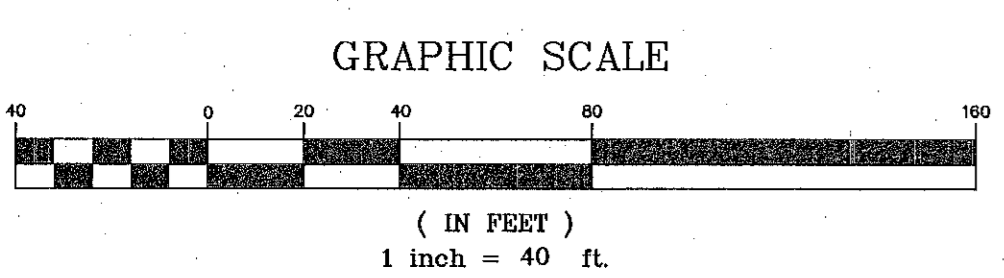 GRAPHIC SCALE
40 0 20 40 80 160
( IN FEET )
1 inch = 40 ft.